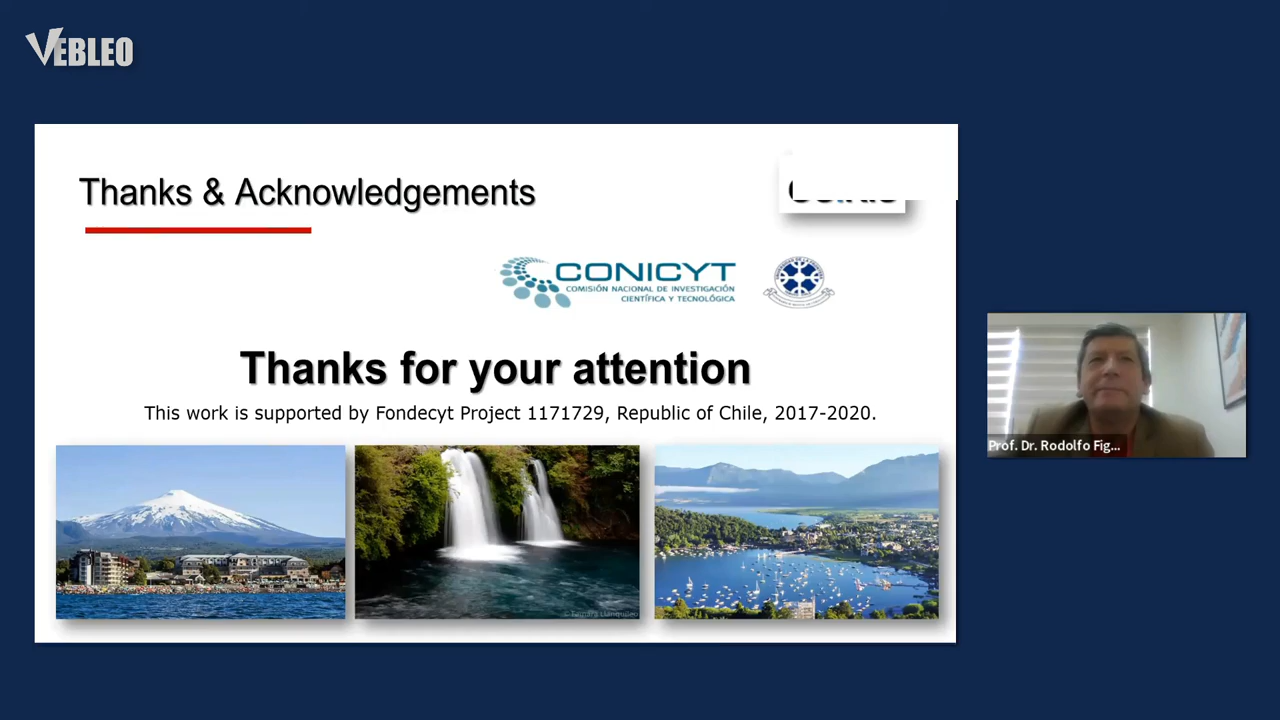 VEBLEO
Thanks & Acknowledgements
CONICYT
COMISIÓN NACIONAL DE INVESTIGACIÓN
CIENTÍFICA Y TECNOLÓGICA
Thanks for your attention
This work is supported by Fondecyt Project 1171729, Republic of Chile, 2017-2020.
Prof. Dr. Rodolfo Fig...